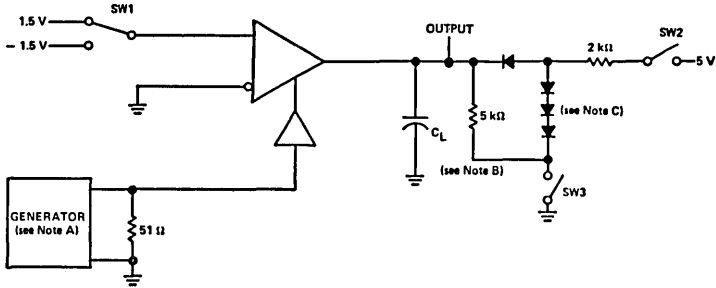 SW1
1.5 V
– 1.5 V
OUTPUT
2 kΩ
SW2
5 V
5 kΩ
(see Note C)
CL
(see Note B)
SW3
GENERATOR
(see Note A)
51 Ω